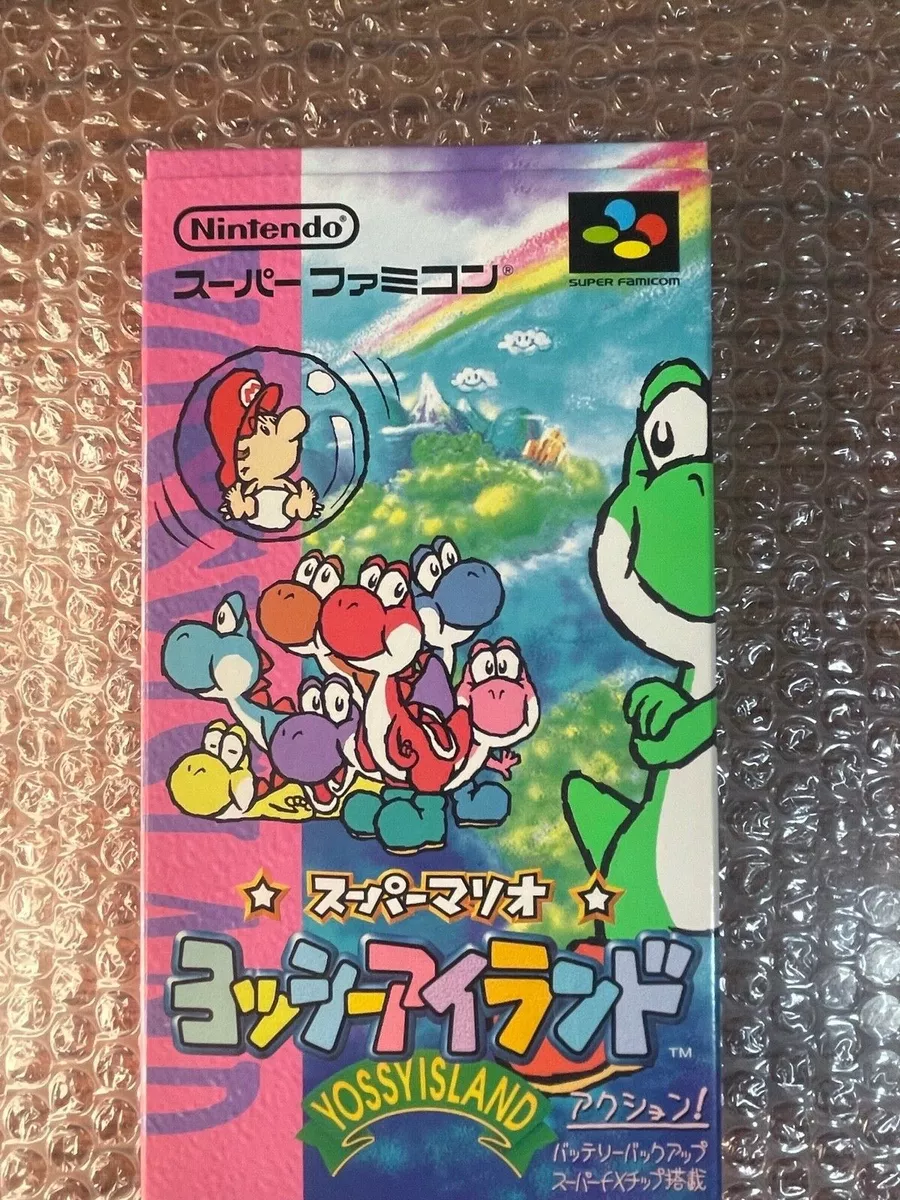 Nintendo®
スーパーファミコン®
SUPER FAMICOM
M
スーパーマリオ
ヨッシーアイランド
TM
YOSSY ISLAND
アクション!
バッテリーバックアップ
スーパーFXチップ搭載